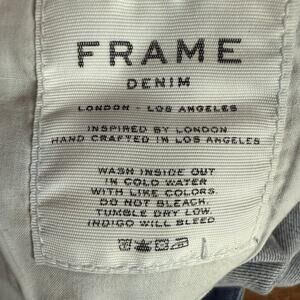 FRAME
DENIM
LONDON - LOS ANGELES
INSPIRED BY LONDON
HAND CRAFTED IN LOS ANGELES
WASH INSIDE OUT
IN COLD WATER
WITH LIKE COLORS
DO NOT BLEACH.
TUMBLE DRY LOW.
INDIGO WILL BLEED